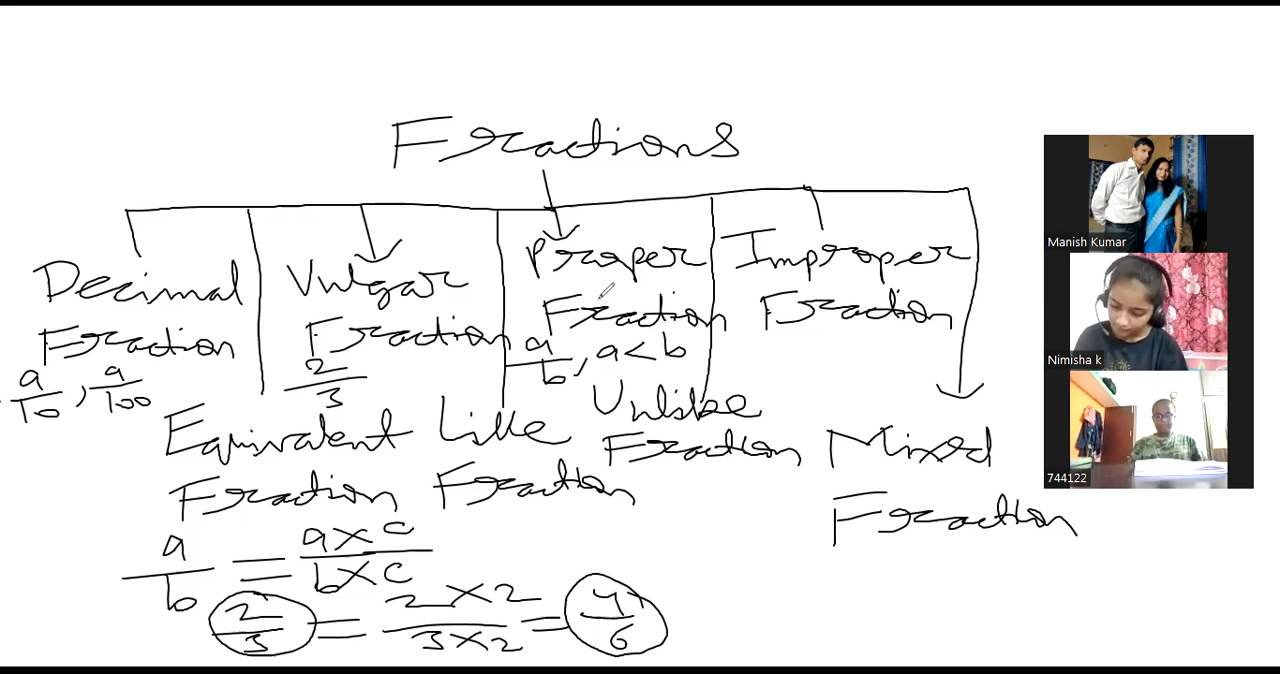 Fractions
Decimal
Fraction
a/10, a/100
Vulgar
Fraction
2/3
Proper
Fraction
a/b, a<b
Improper
Fraction
Equivalent
Fraction
Like
Fraction
Unlike
Fraction
Mixed
Fraction
a/b = a×c/b×c
2/3 = 2×2/3×2 = 4/6
Manish Kumar
Nimisha k
744122